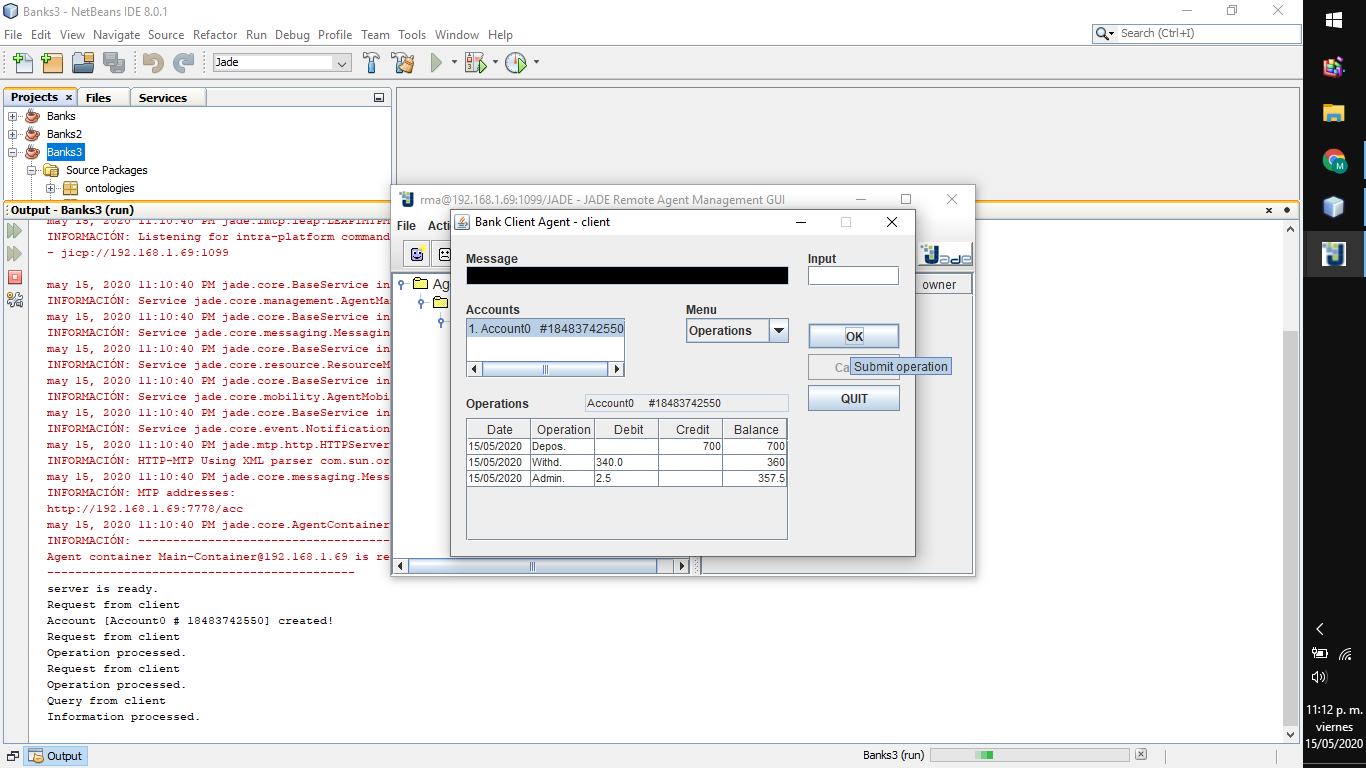 Banks3 - NetBeans IDE 8.0.1
File Edit View Navigate Source Refactor Run Debug Profile Team Tools Window Help
Search (Ctrl+I)
Jade
Projects Files Services
Banks
Banks2
Banks3
Source Packages
ontologies
Output - Banks3 (run)
INFORMACIÓN: Listening for intra-platform command
- jicp://192.168.1.69:1099
may 15, 2020 11:10:40 PM jade.core.BaseService in
INFORMACIÓN: Service jade.core.management.AgentMa
may 15, 2020 11:10:40 PM jade.core.BaseService in
INFORMACIÓN: Service jade.core.messaging.Messagin
may 15, 2020 11:10:40 PM jade.core.BaseService in
INFORMACIÓN: Service jade.core.resource.ResourceM
may 15, 2020 11:10:40 PM jade.core.BaseService in
INFORMACIÓN: Service jade.core.mobility.AgentMobi
may 15, 2020 11:10:40 PM jade.core.BaseService in
INFORMACIÓN: Service jade.core.event.Notification
may 15, 2020 11:10:40 PM jade.mtp.http.HTTPServer
INFORMACIÓN: HTTP-MTP Using XML parser com.sun.or
may 15, 2020 11:10:40 PM jade.core.messaging.Mess
INFORMACIÓN: MTP addresses:
http://192.168.1.69:7778/acc
may 15, 2020 11:10:40 PM jade.core.AgentContainer
INFORMACIÓN: ----------------------------------
Agent container Main-Container@192.168.1.69 is re
--------------------------------------------
server is ready.
Request from client
Account [Account0 # 18483742550] created!
Request from client
Operation processed.
Request from client
Operation processed.
Query from client
Information processed.
rma@192.168.1.69:1099/JADE - JADE Remote Agent Management GUI
File Acti
Jade
Ag
owner
Bank Client Agent - client
Message Input
Accounts Menu
1. Account0 #18483742550
Operations
OK
Ca
Submit operation
QUIT
Operations Account0 #18483742550
Date Operation Debit Credit Balance
15/05/2020 Depos. 700 700
15/05/2020 Withd. 340.0 360
15/05/2020 Admin. 2.5 357.5
Output
Banks3 (run)
11:12 p. m.
viernes
15/05/2020